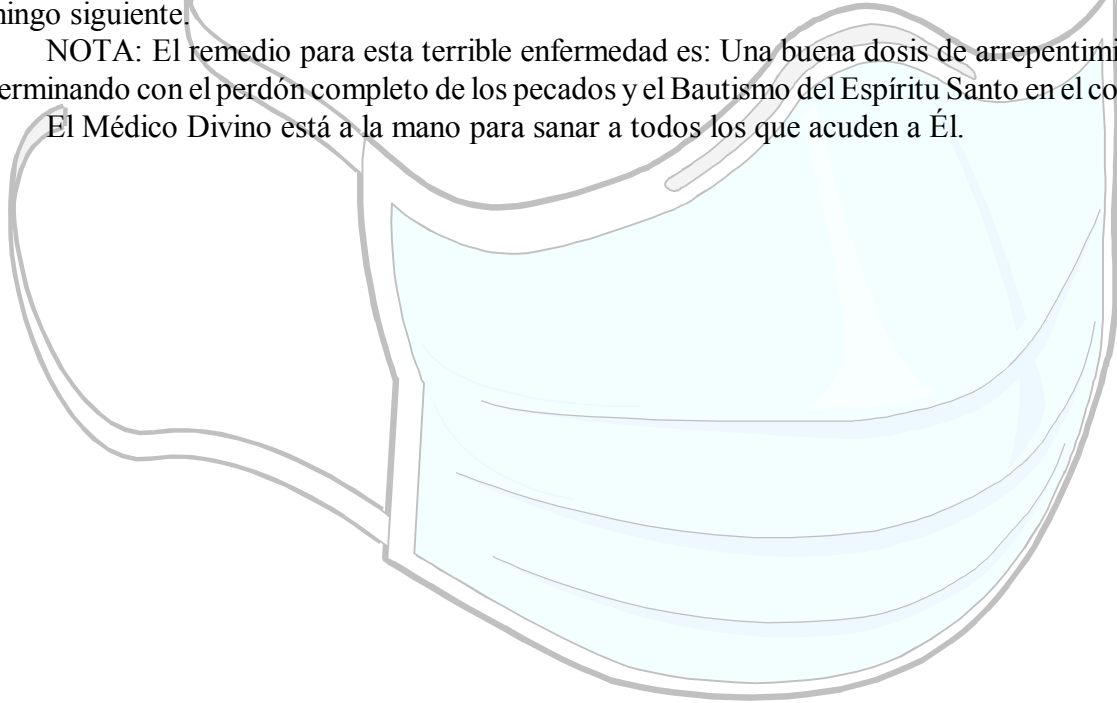 ningo siguiente.
NOTA: El remedio para esta terrible enfermedad es: Una buena dosis de arrepentimi
erminando con el perdón completo de los pecados y el Bautismo del Espíritu Santo en el co
El Médico Divino está a la mano para sanar a todos los que acuden a Él.